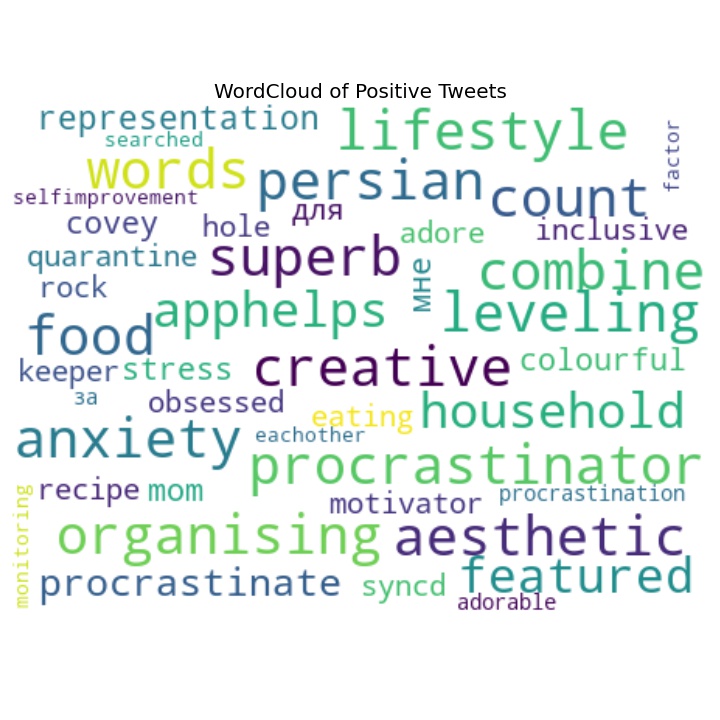 WordCloud of Positive Tweets
representation
lifestyle
searched
factor
words
persian
count
selfimprovement
для
covey
hole
adore
inclusive
quarantine
superb
combine
rock
мне
apphelps
leveling
food
creative
colourful
keeper
stress
за
obsessed
eating
household
anxiety
eachother
procrastinator
recipe
mom
motivator
procrastination
monitoring
organising
aesthetic
procrastinate
syncd
featured
adorable